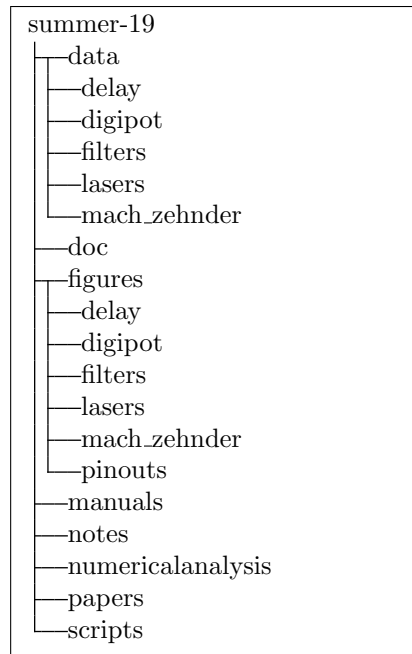 summer-19
data
delay
digipot
filters
lasers
mach_zehnder
doc
figures
delay
digipot
filters
lasers
mach_zehnder
pinouts
manuals
notes
numericalanalysis
papers
scripts